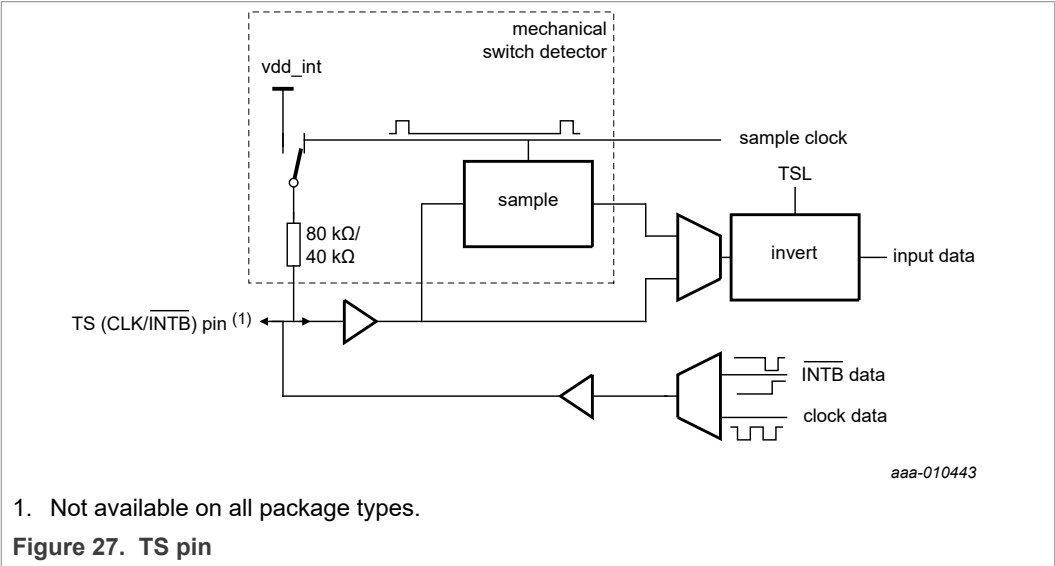 mechanical
switch detector
vdd_int
sample clock
TSL
sample
80 kΩ/
40 kΩ
invert
input data
TS (CLK/INTB) pin (1)
INTB data
clock data
aaa-010443
1. Not available on all package types.
Figure 27. TS pin